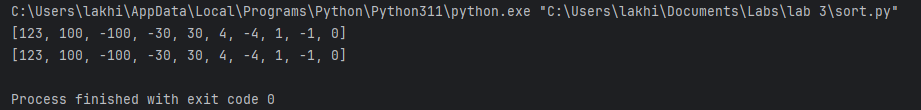 C:\Users\lakhi\AppData\Local\Programs\Python\Python311\python.exe "C:\Users\lakhi\Documents\Labs\lab 3\sort.py"
[123, 100, -100, -30, 30, 4, -4, 1, -1, 0]
[123, 100, -100, -30, 30, 4, -4, 1, -1, 0]
Process finished with exit code 0